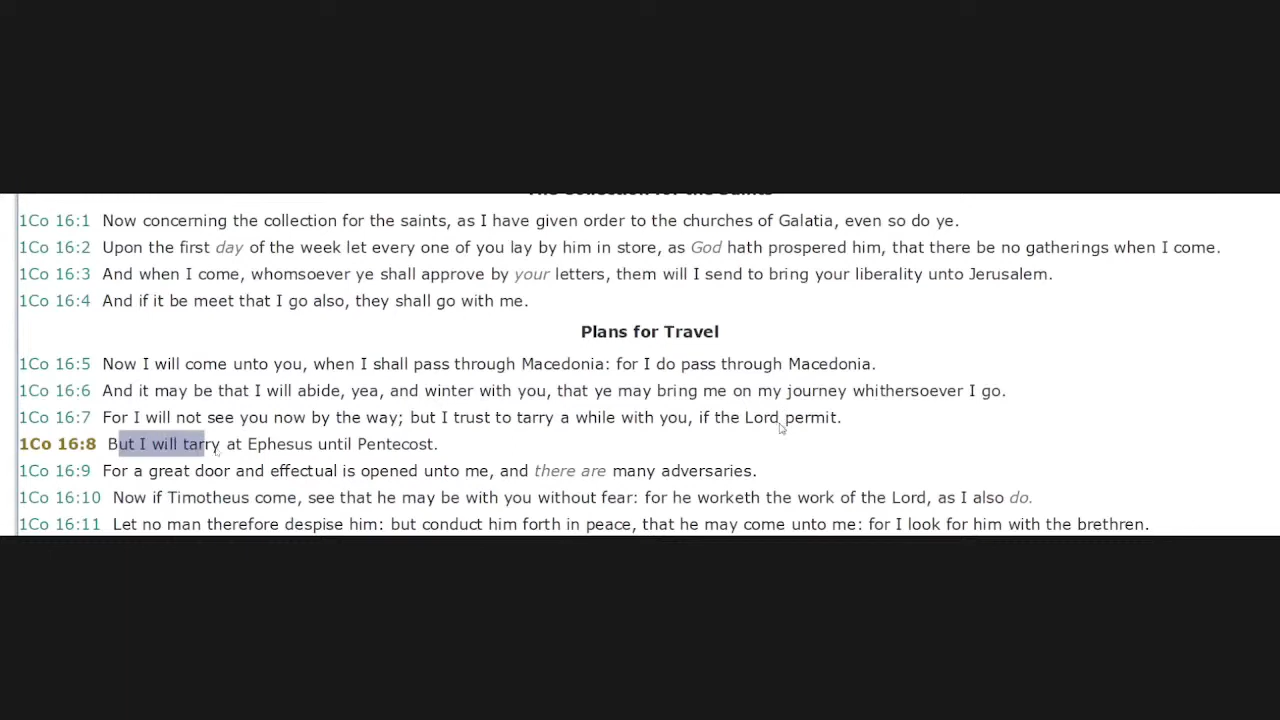 The Collection for the Saints
1Co 16:1 Now concerning the collection for the saints, as I have given order to the churches of Galatia, even so do ye.
1Co 16:2 Upon the first day of the week let every one of you lay by him in store, as God hath prospered him, that there be no gatherings when I come.
1Co 16:3 And when I come, whomsoever ye shall approve by your letters, them will I send to bring your liberality unto Jerusalem.
1Co 16:4 And if it be meet that I go also, they shall go with me.
Plans for Travel
1Co 16:5 Now I will come unto you, when I shall pass through Macedonia: for I do pass through Macedonia.
1Co 16:6 And it may be that I will abide, yea, and winter with you, that ye may bring me on my journey whithersoever I go.
1Co 16:7 For I will not see you now by the way; but I trust to tarry a while with you, if the Lord permit.
1Co 16:8 But I will tarry at Ephesus until Pentecost.
1Co 16:9 For a great door and effectual is opened unto me, and there are many adversaries.
1Co 16:10 Now if Timotheus come, see that he may be with you without fear: for he worketh the work of the Lord, as I also do.
1Co 16:11 Let no man therefore despise him: but conduct him forth in peace, that he may come unto me: for I look for him with the brethren.